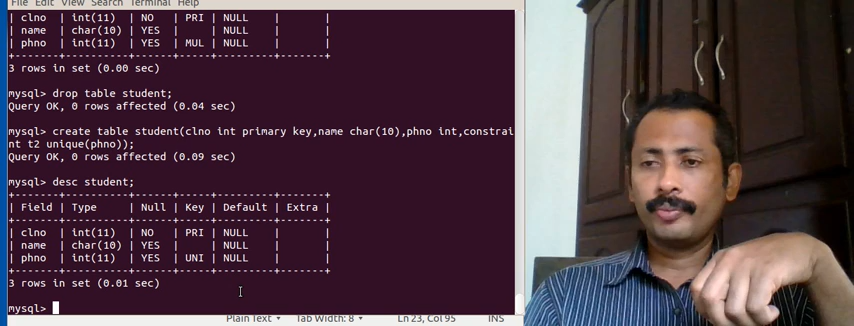 File Edit View Search Terminal Help
| clno | int(11) | NO | PRI | NULL | |
| name | char(10) | YES | | NULL | |
| phno | int(11) | YES | MUL | NULL | |
+-------+----------+------+-----+---------+-------+
3 rows in set (0.00 sec)
mysql> drop table student;
Query OK, 0 rows affected (0.04 sec)
mysql> create table student(clno int primary key,name char(10),phno int,constrai
nt t2 unique(phno));
Query OK, 0 rows affected (0.09 sec)
mysql> desc student;
+-------+----------+------+-----+---------+-------+
| Field | Type | Null | Key | Default | Extra |
+-------+----------+------+-----+---------+-------+
| clno | int(11) | NO | PRI | NULL | |
| name | char(10) | YES | | NULL | |
| phno | int(11) | YES | UNI | NULL | |
+-------+----------+------+-----+---------+-------+
3 rows in set (0.01 sec)
mysql>
Plain Text Tab Width: 8 Ln 23, Col 95 INS